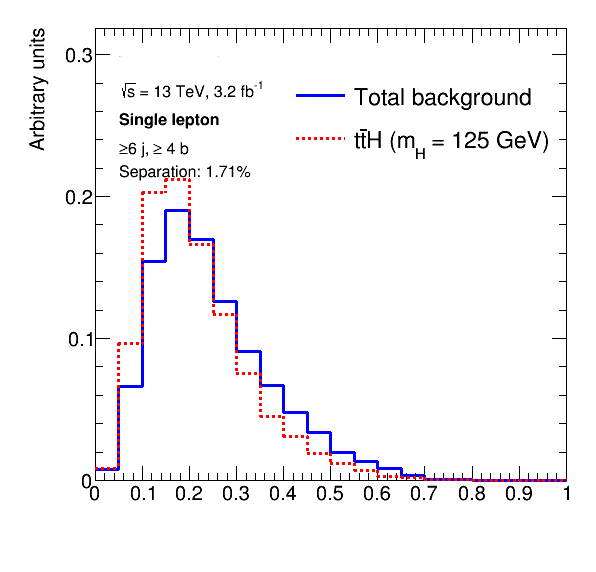 Arbitrary units
0.3
0.2
0.1
0
√s = 13 TeV, 3.2 fb⁻¹
Single lepton
≥6 j, ≥ 4 b
Separation: 1.71%
Total background
tt̄H (m_H = 125 GeV)
0 0.1 0.2 0.3 0.4 0.5 0.6 0.7 0.8 0.9 1